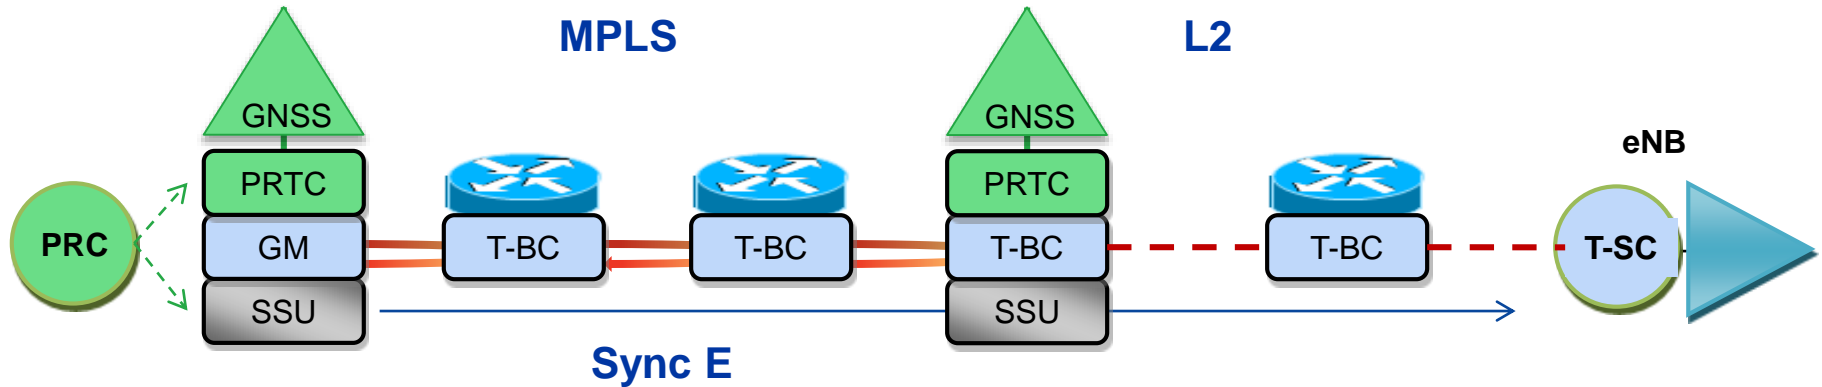 MPLS
L2
GNSS
GNSS
eNB
PRTC
PRTC
PRC
GM
T-BC
T-BC
T-BC
T-BC
T-SC
SSU
SSU
Sync E